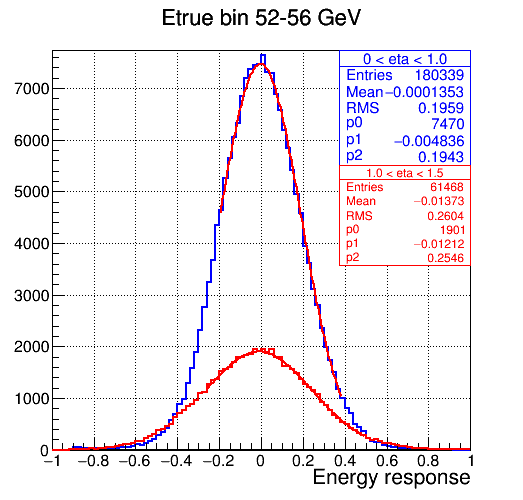 Etrue bin 52-56 GeV
0 < eta < 1.0
Entries 180339
Mean −0.0001353
RMS 0.1959
p0 7470
p1 −0.004836
p2 0.1943
1.0 < eta < 1.5
Entries 61468
Mean −0.01373
RMS 0.2604
p0 1901
p1 −0.01212
p2 0.2546
7000
6000
5000
4000
3000
2000
1000
0
−1 −0.8 −0.6 −0.4 −0.2 0 0.2 0.4 0.6 0.8 1
Energy response